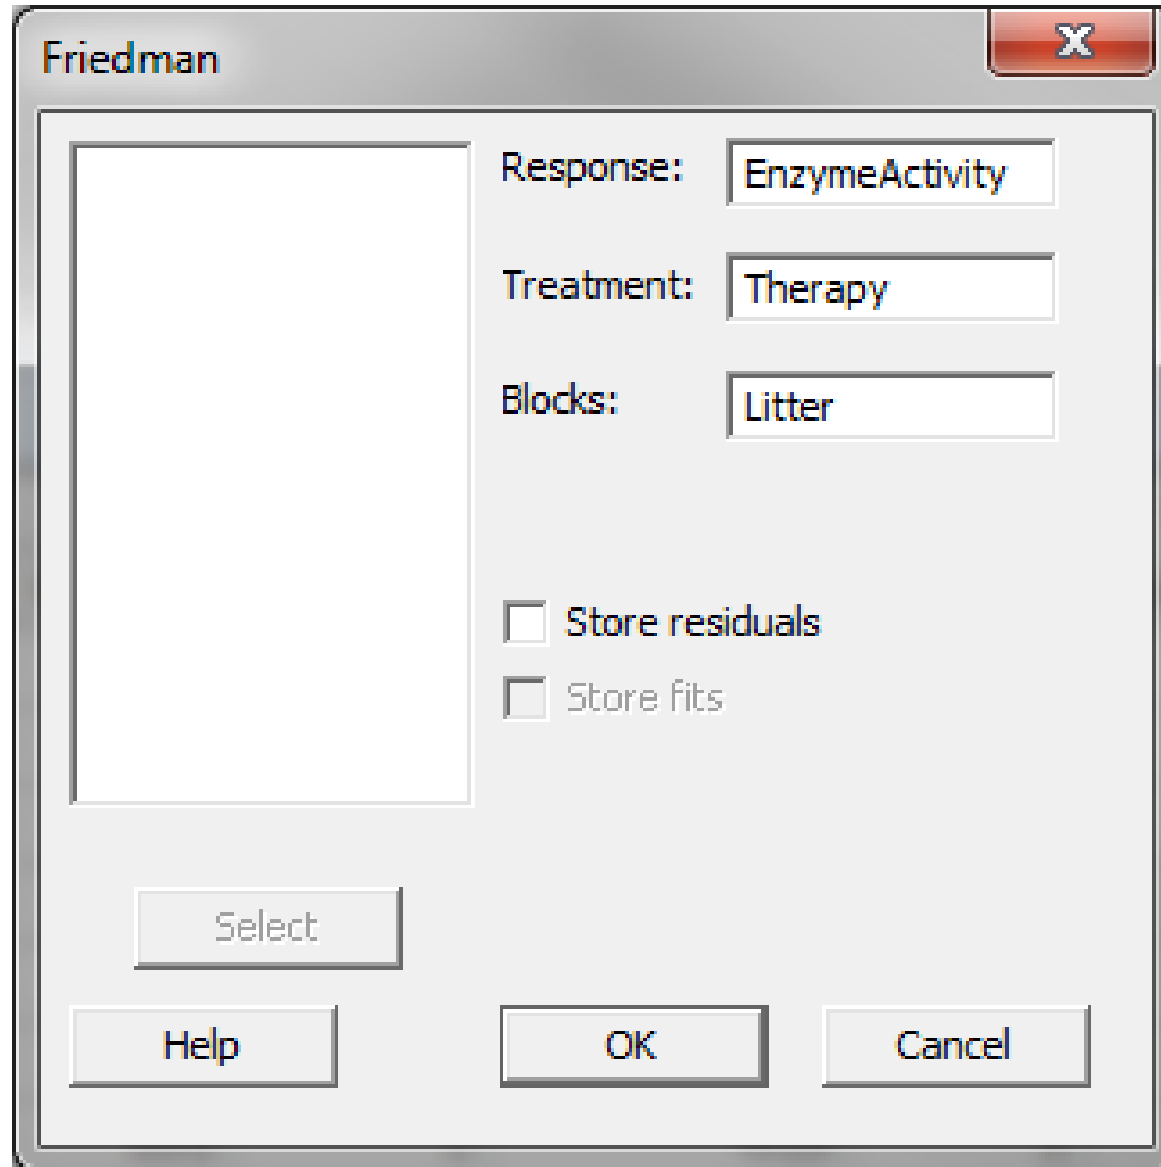 Friedman
Response: EnzymeActivity
Treatment: Therapy
Blocks: Litter
Store residuals
Store fits
Select
Help OK Cancel